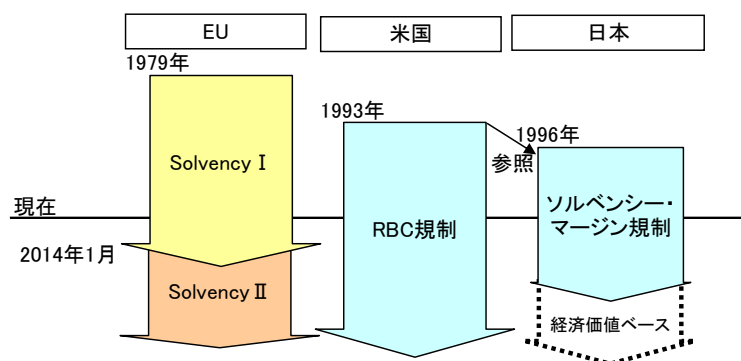 EU
米国
日本
1979年
1993年
1996年
参照
Solvency Ⅰ
ソルベンシー・
マージン規制
現在
RBC規制
2014年1月
Solvency Ⅱ
経済価値ベース